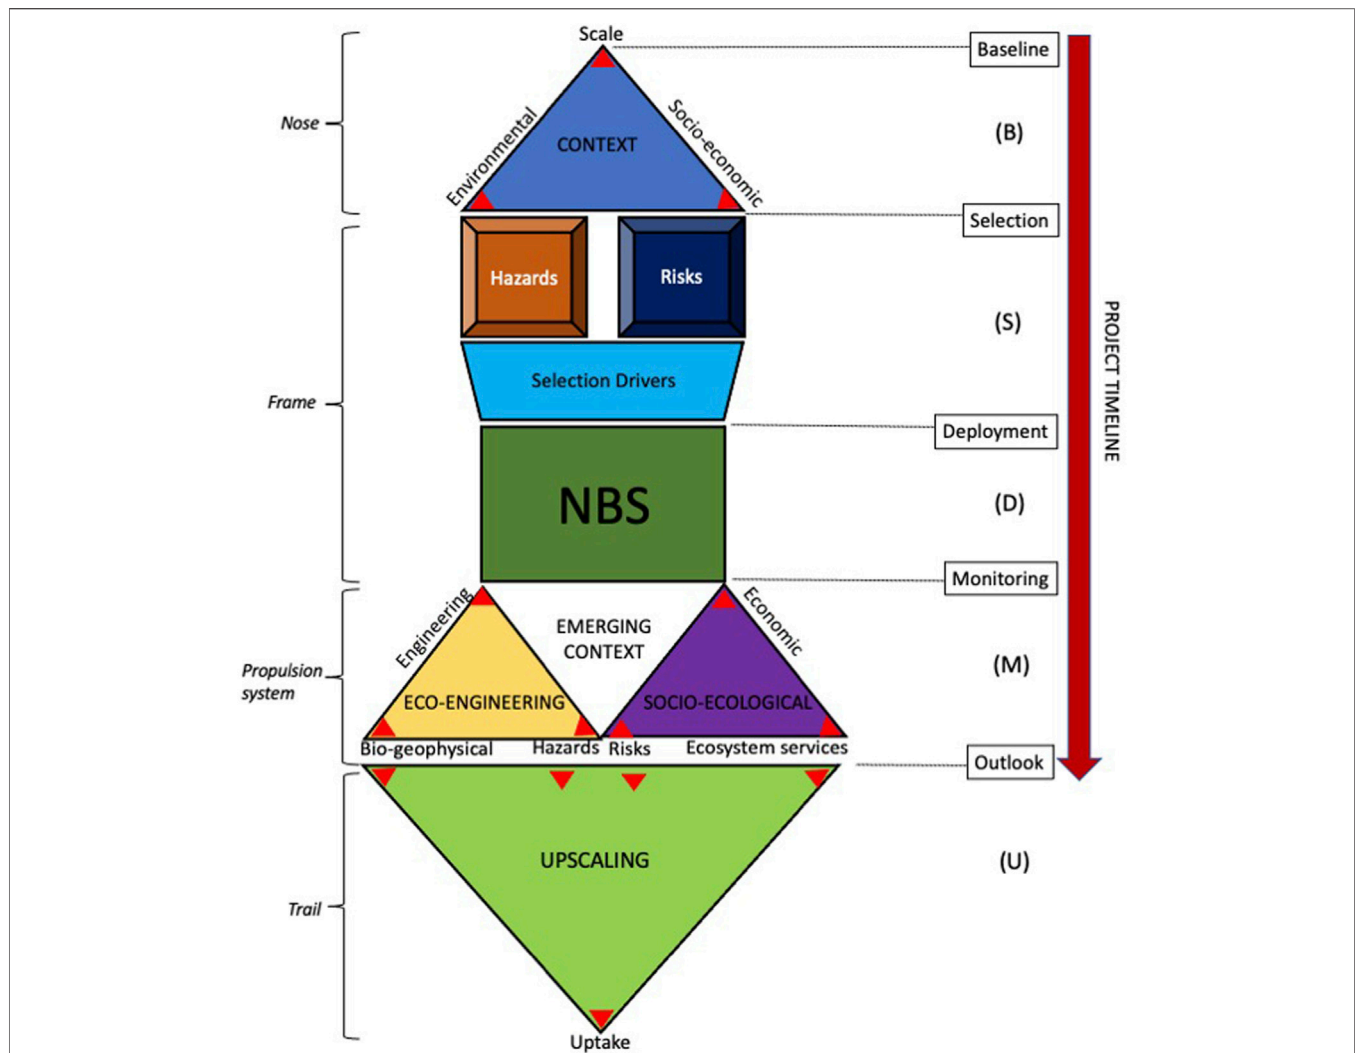 Scale
Baseline
Nose
Environmental
Socio-economic
CONTEXT
(B)
Selection
Hazards
Risks
(S)
PROJECT TIMELINE
Selection Drivers
Frame
Deployment
NBS
(D)
Monitoring
Engineering
EMERGING
CONTEXT
Economic
(M)
Propulsion
system
ECO-ENGINEERING
SOCIO-ECOLOGICAL
Bio-geophysical
Hazards
Risks
Ecosystem services
Outlook
UPSCALING
(U)
Trail
Uptake